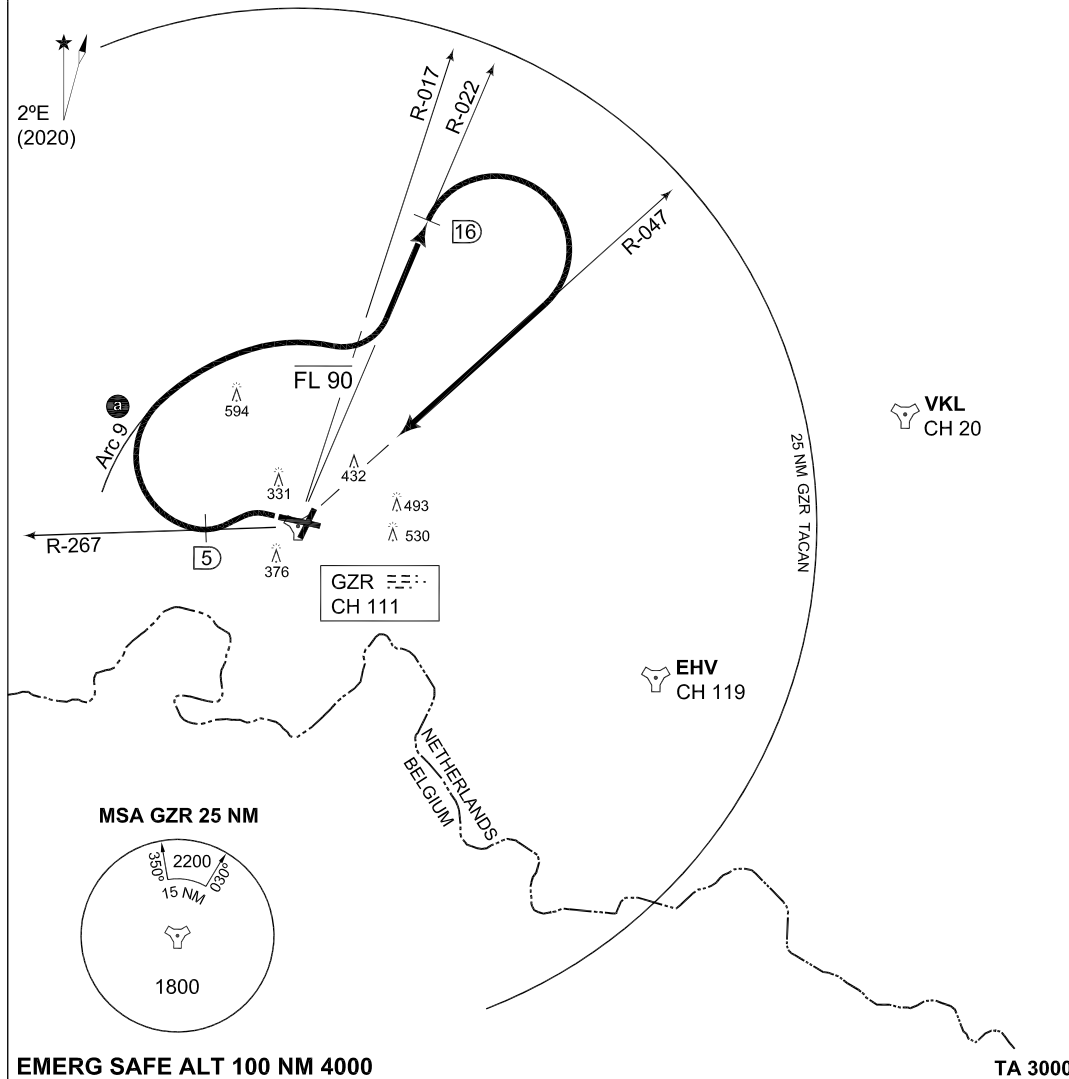 2ºE
(2020)
R-017
R-022
R-047
16
FL 90
594
a
Arc 9
VKL
CH 20
25 NM GZR TACAN
432
331
493
530
R-267
5
376
GZR
CH 111
EHV
CH 119
NETHERLANDS
BELGIUM
MSA GZR 25 NM
350º
2200
030º
15 NM
1800
EMERG SAFE ALT 100 NM 4000
TA 3000